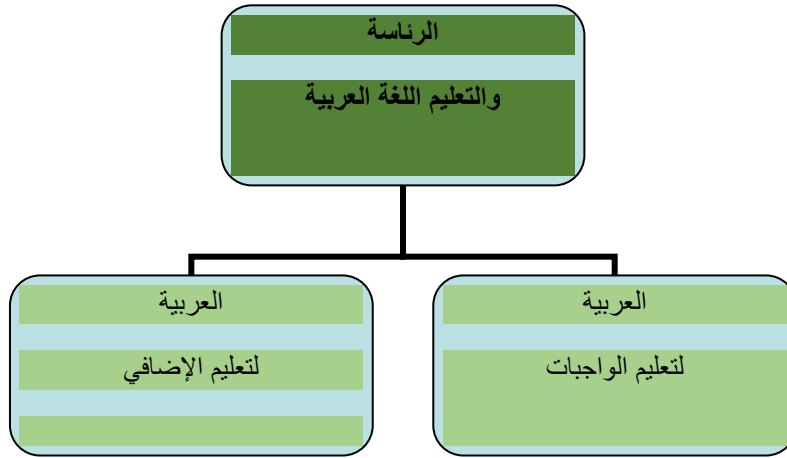 الرئاسة
والتعليم اللغة العربية
العربية
لتعليم الواجبات
العربية
لتعليم الإضافي